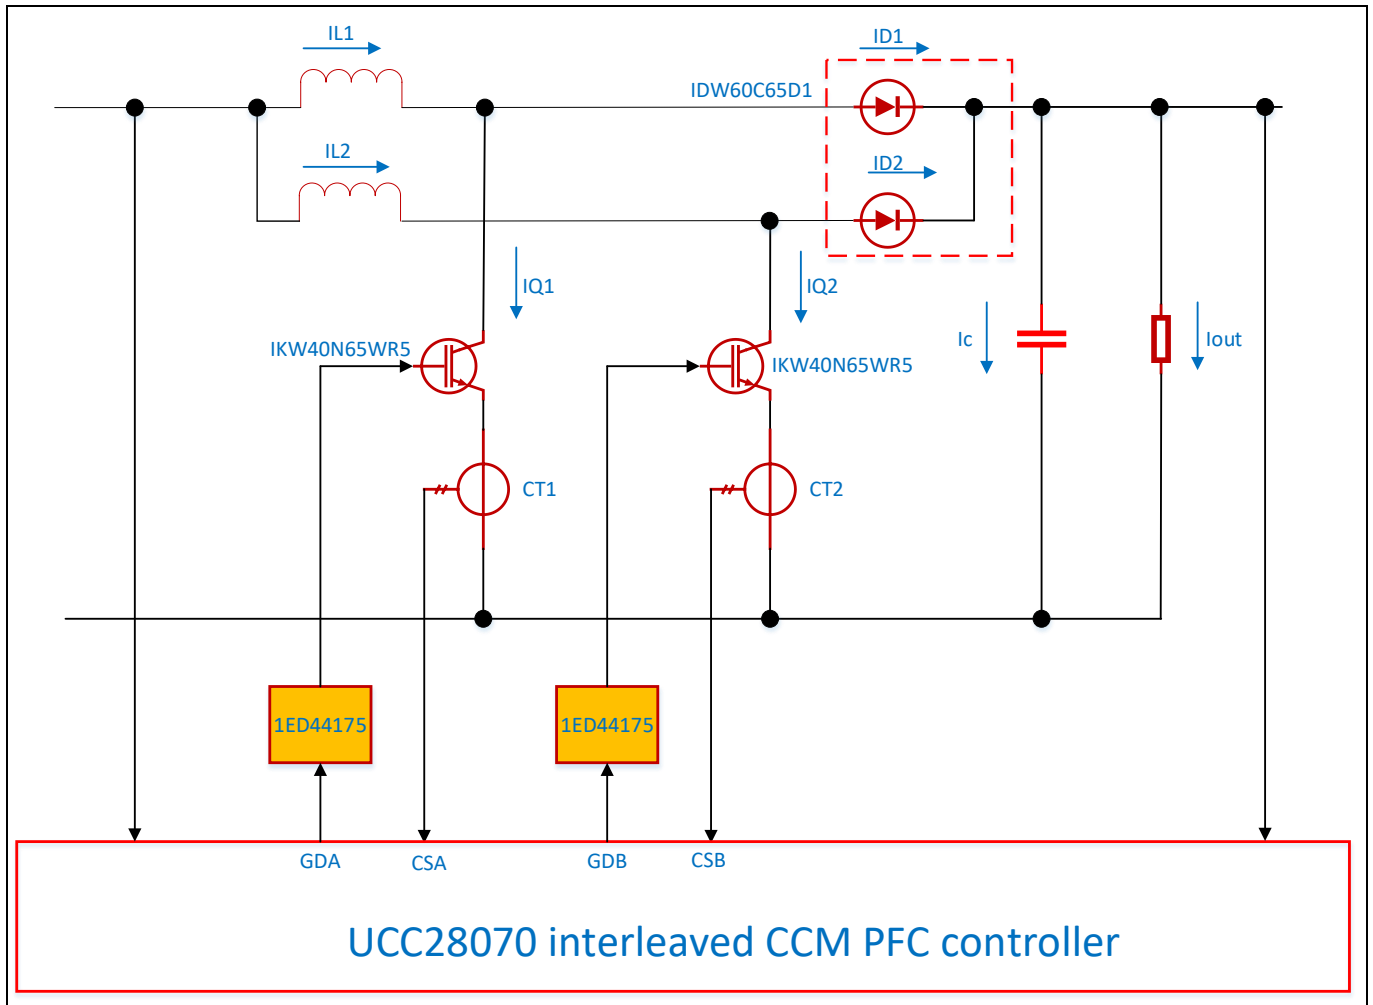 IL1
ID1
IDW60C65D1
IL2
ID2
IQ1
IQ2
IKW40N65WR5
IKW40N65WR5
Ic
Iout
CT1
CT2
1ED44175
1ED44175
GDA
CSA
GDB
CSB
UCC28070 interleaved CCM PFC controller